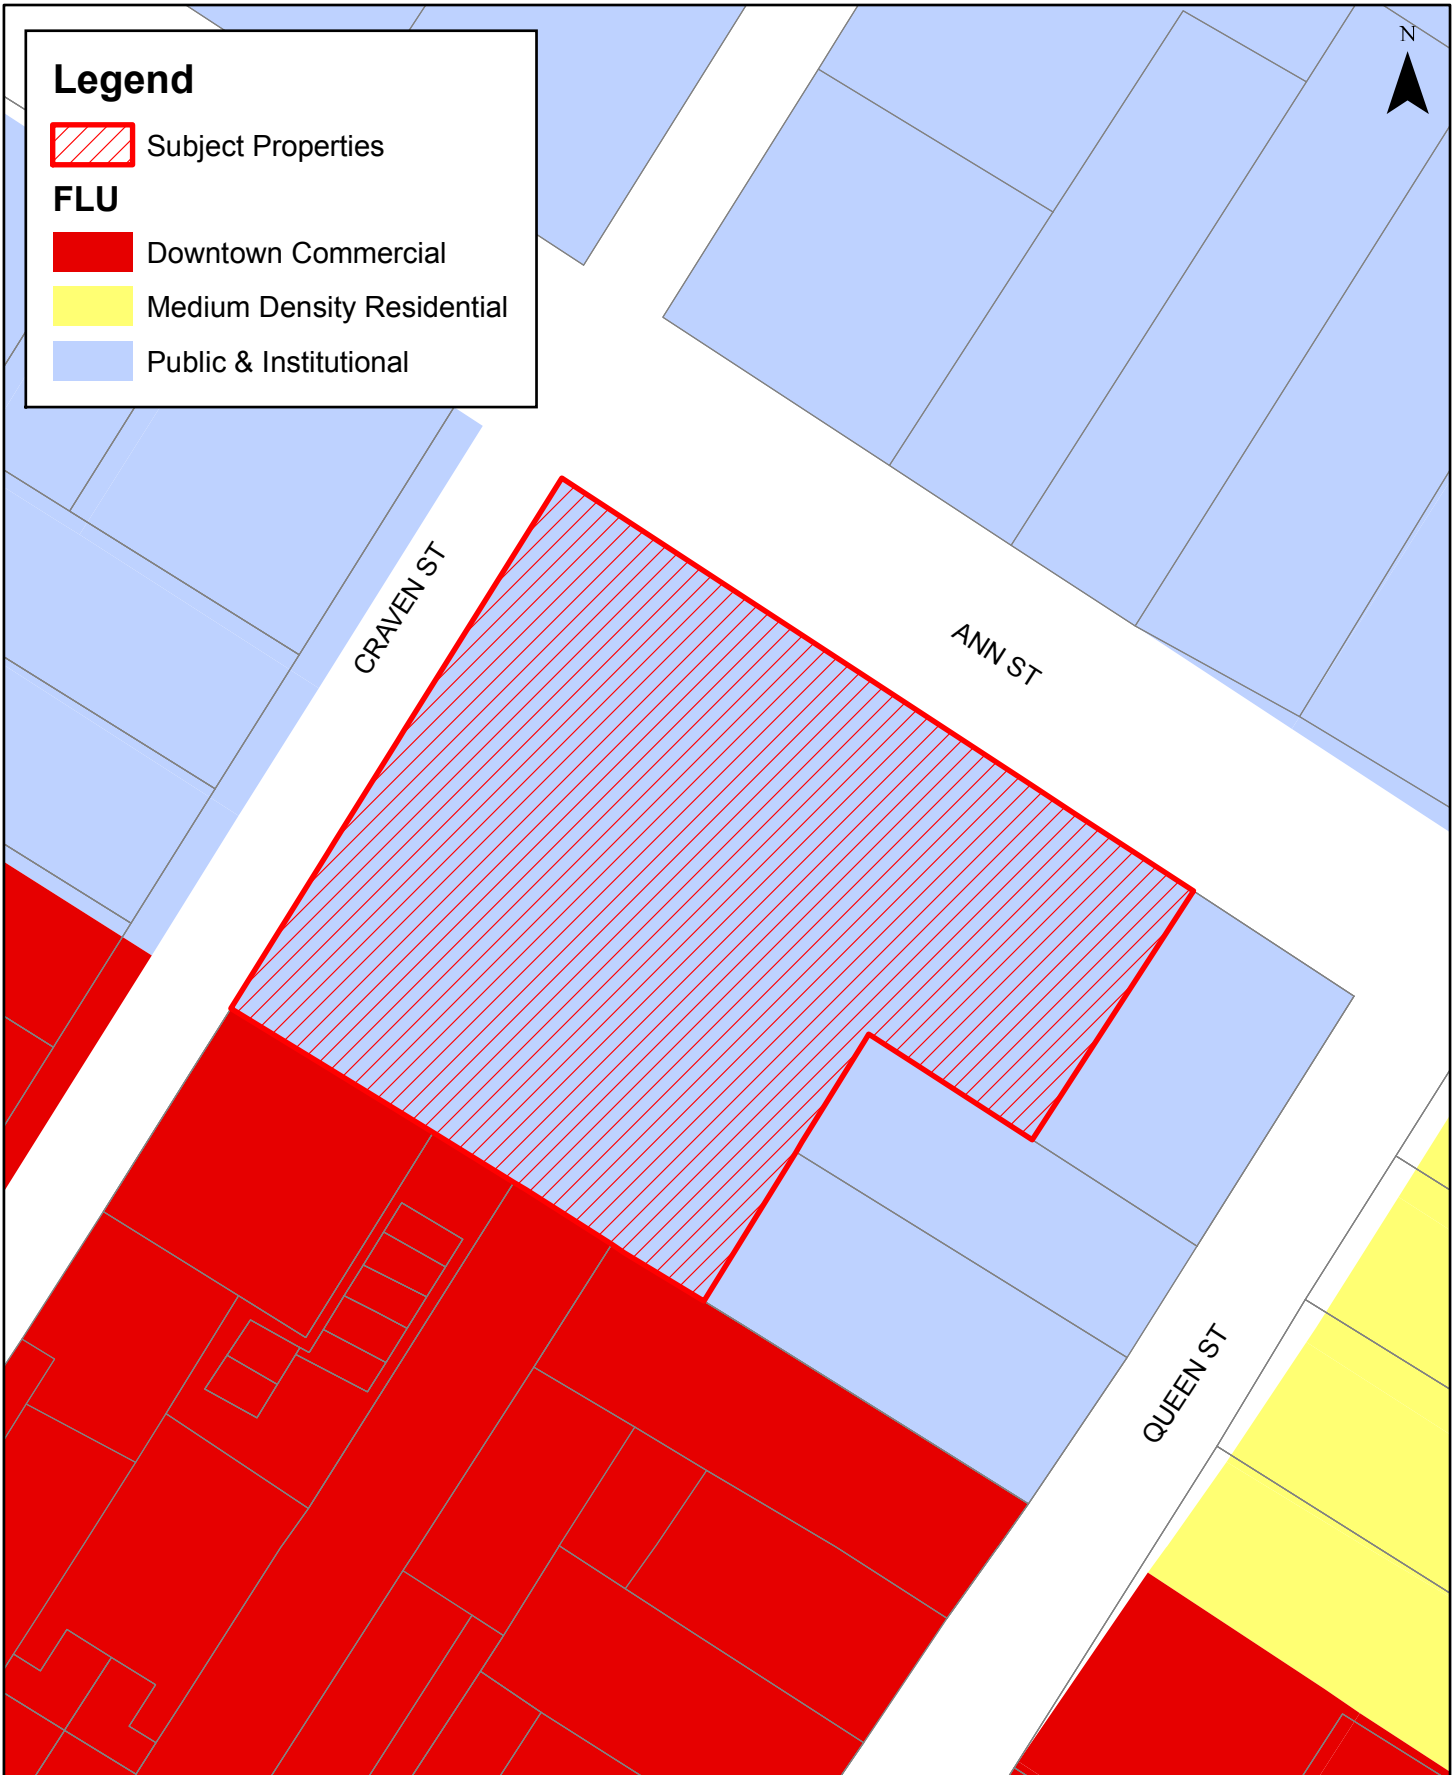 Legend
Subject Properties
FLU
Downtown Commercial
Medium Density Residential
Public & Institutional
N
CRAVEN ST
ANN ST
QUEEN ST